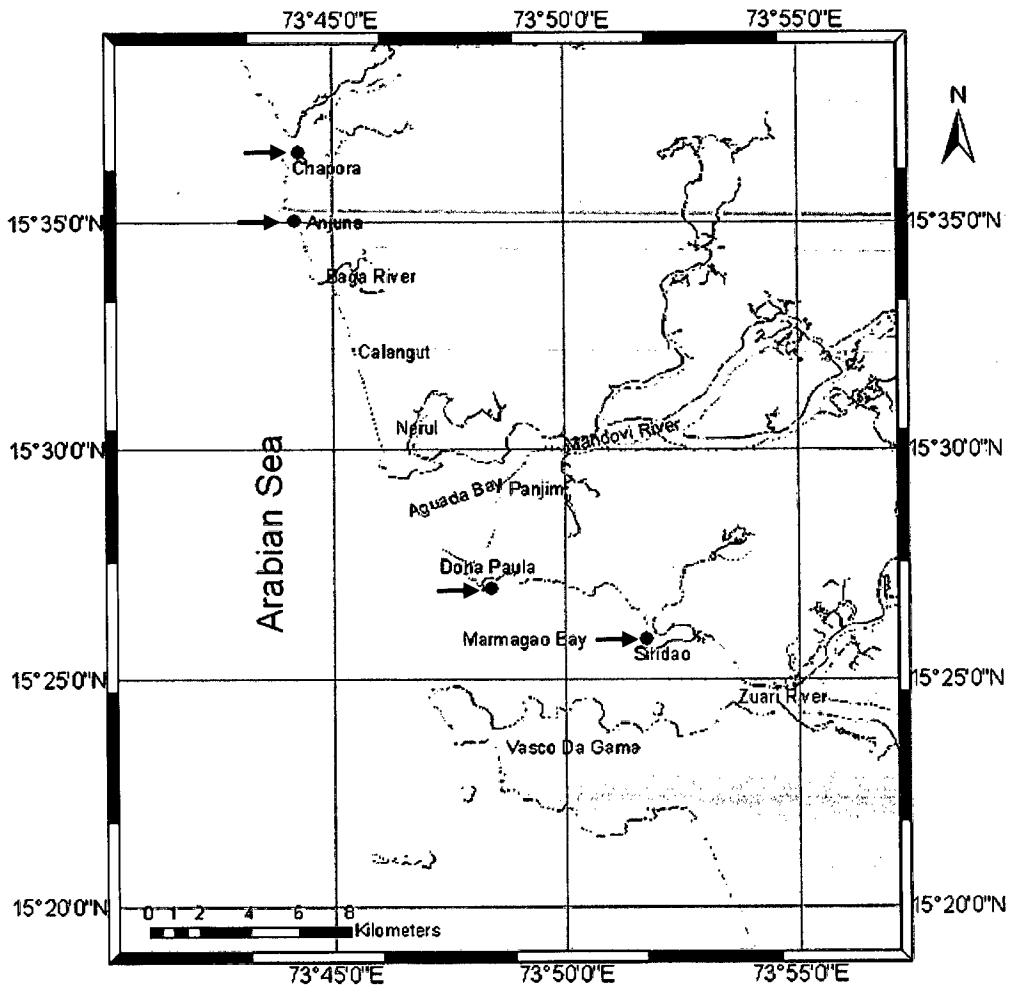 73°45'0"E 73°50'0"E 73°55'0"E
N
Chapora
15°35'0"N Anjuna 15°35'0"N
Baga River
Calangut
Nerul
Mandovi River
15°30'0"N 15°30'0"N
Aguada Bay Panjim
Arabian Sea
Dona Paula
Marmagao Bay
Siridao
15°25'0"N 15°25'0"N
Zuari River
Vasco Da Gama
15°20'0"N 15°20'0"N
0 1 2 4 6 8
Kilometers
73°45'0"E 73°50'0"E 73°55'0"E